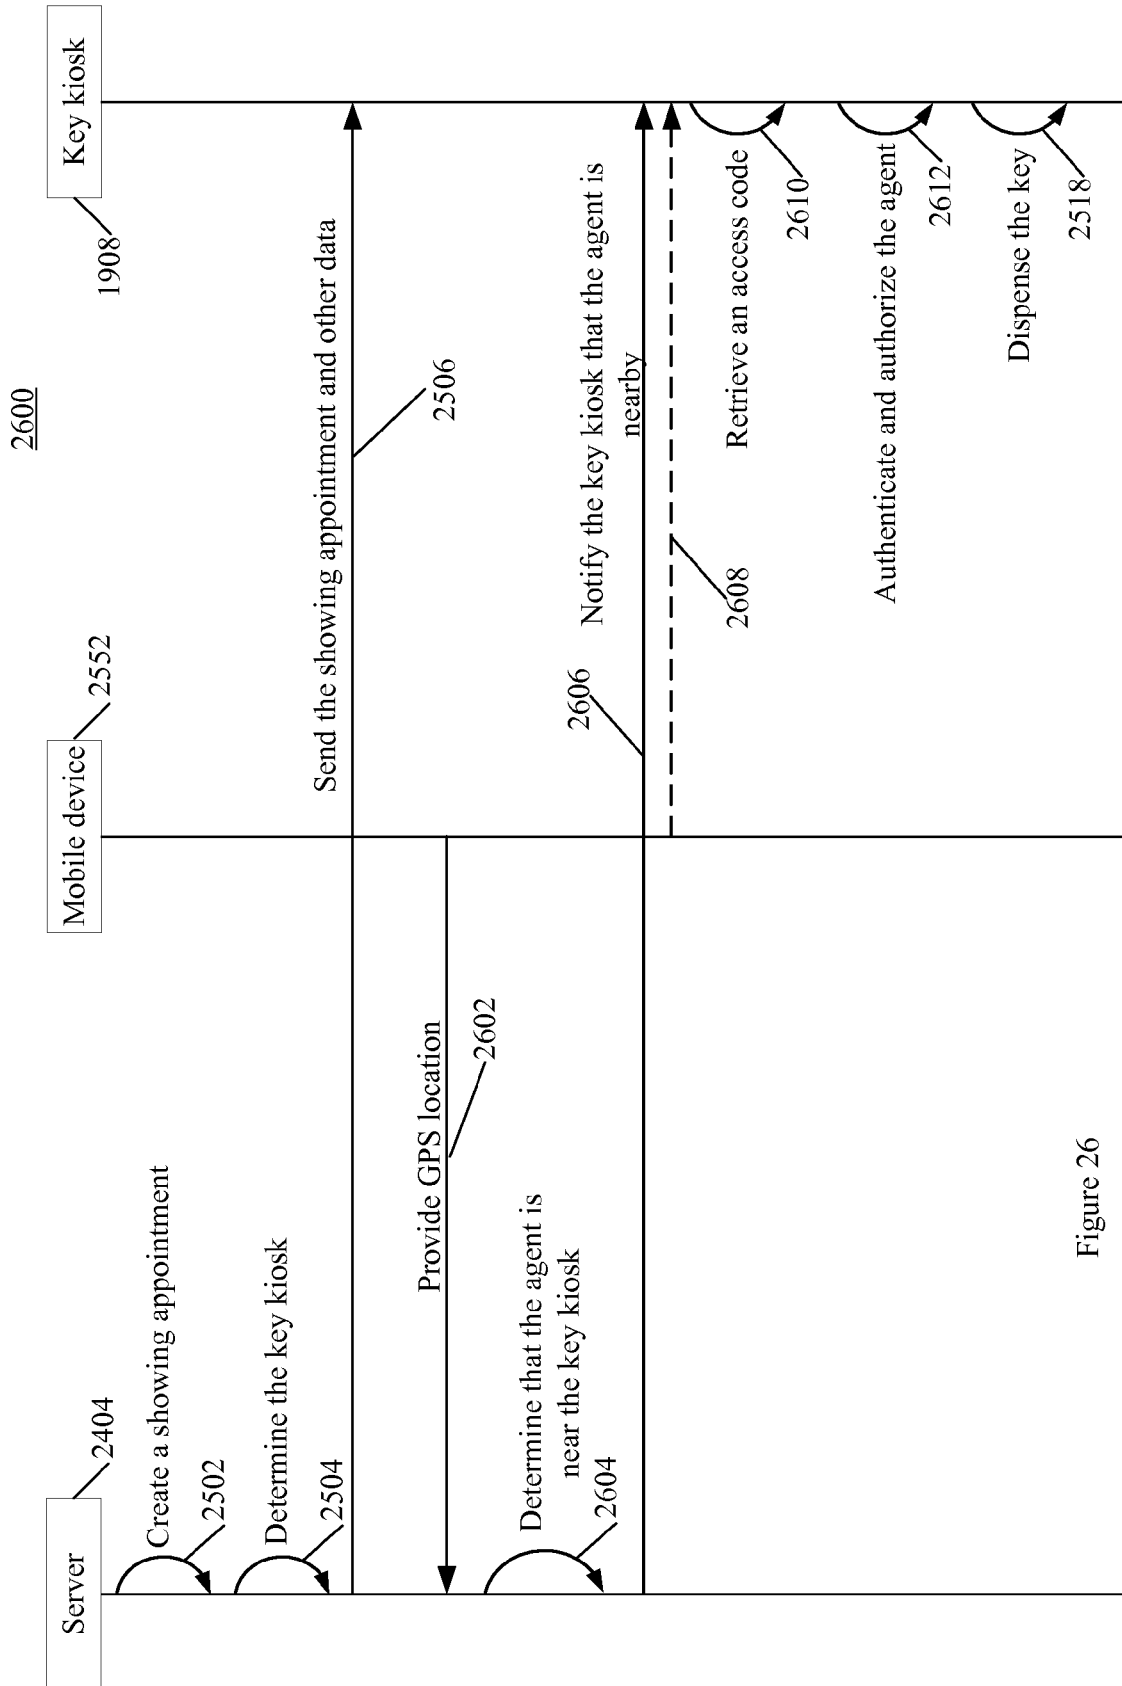 2600
Server
2404
Mobile device
2552
Key kiosk
1908
Create a showing appointment
2502
Determine the key kiosk
2504
Send the showing appointment and other data
2506
Provide GPS location
2602
Determine that the agent is
near the key kiosk
2604
2606
Notify the key kiosk that the agent is
nearby
2608
Retrieve an access code
2610
Authenticate and authorize the agent
2612
Dispense the key
2518
Figure 26